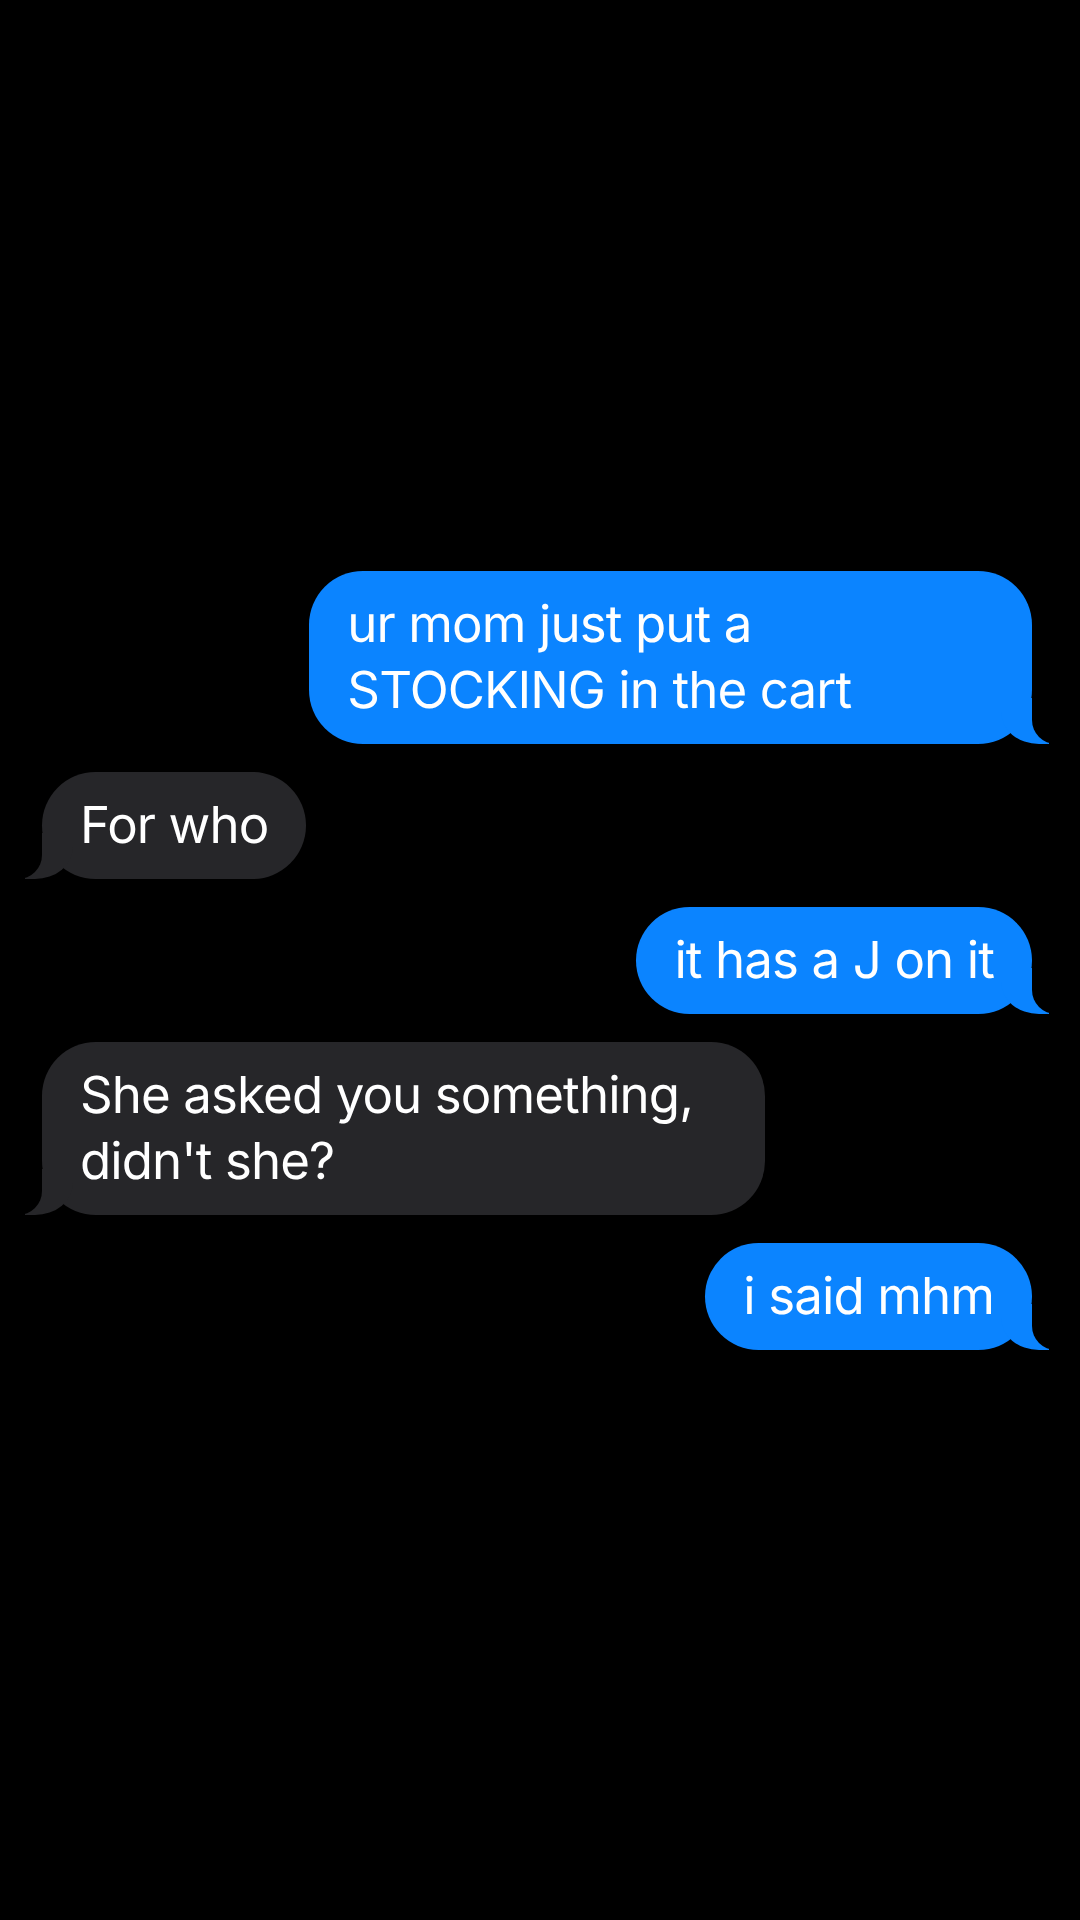 ur mom just put a
STOCKING in the cart
For who
it has a J on it
She asked you something,
didn't she?
i said mhm